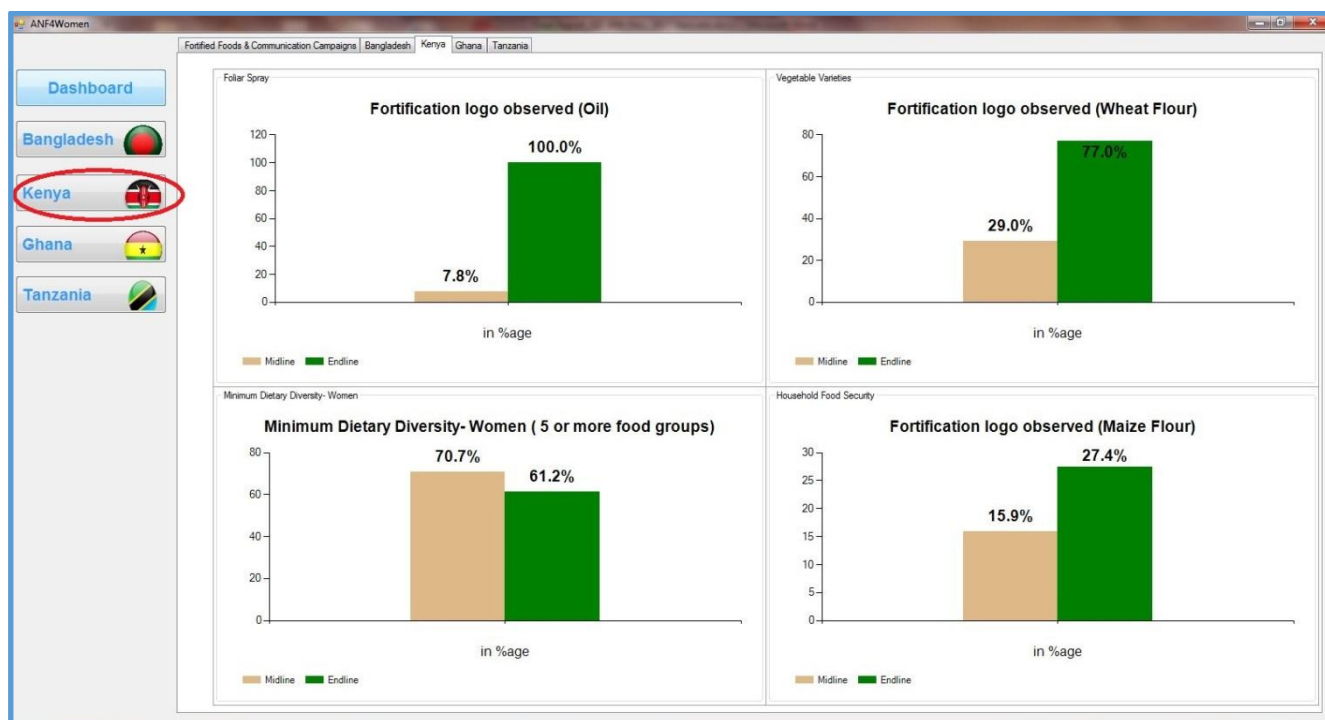 ANF4Women
Fortified Foods & Communication Campaigns Bangladesh Kenya Ghana Tanzania
Dashboard
Bangladesh
Kenya
Ghana
Tanzania
Foliar Spray
Fortification logo observed (Oil)
120
100
80
60
40
20
0
7.8%
100.0%
in %age
Midline Endline
Vegetable Varieties
Fortification logo observed (Wheat Flour)
80
60
40
20
0
29.0%
77.0%
in %age
Midline Endline
Minimum Dietary Diversity- Women
Minimum Dietary Diversity- Women ( 5 or more food groups)
80
60
40
20
0
70.7%
61.2%
in %age
Midline Endline
Household Food Security
Fortification logo observed (Maize Flour)
30
25
20
15
10
5
0
15.9%
27.4%
in %age
Midline Endline